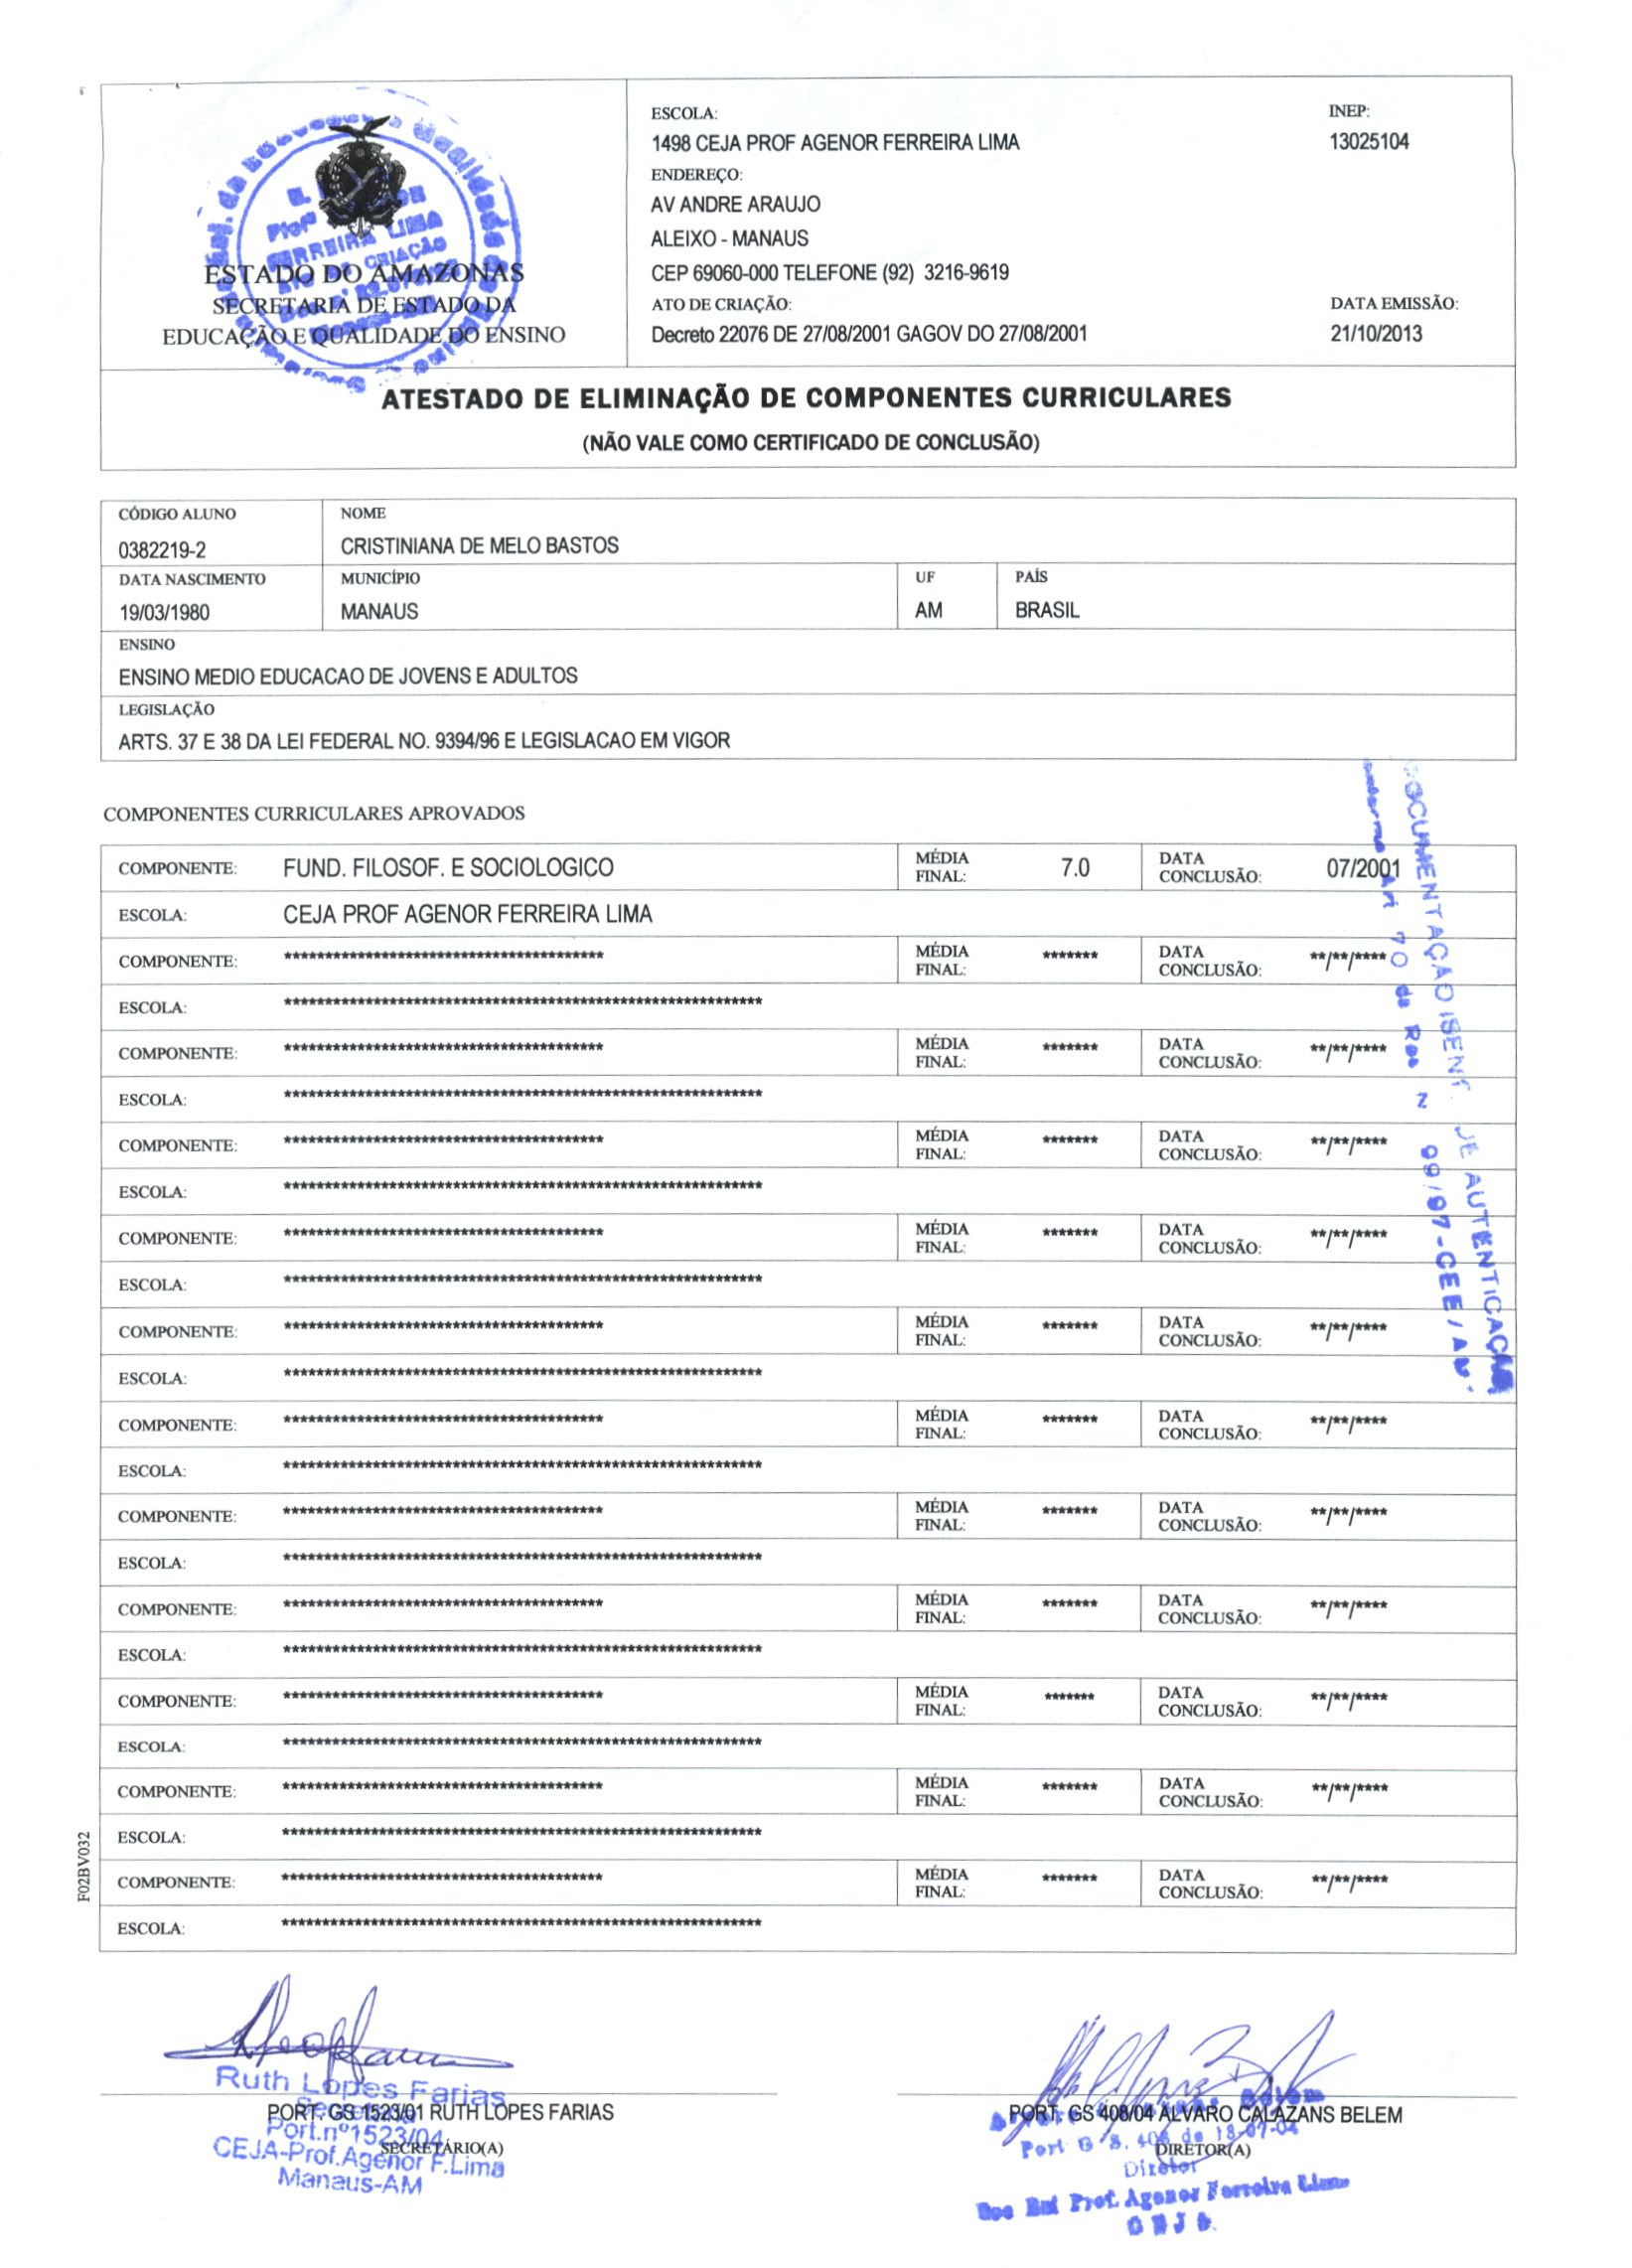 ESTADO DO AMAZONAS
SECRETARIA DE ESTADO DA
EDUCAÇÃO E QUALIDADE DO ENSINO
FERREIRA LIMA
CRIAÇÃO
ESCOLA:
1498 CEJA PROF AGENOR FERREIRA LIMA
INEP:
13025104
ENDEREÇO:
AV ANDRE ARAUJO
ALEIXO - MANAUS
CEP 69060-000 TELEFONE (92) 3216-9619
ATO DE CRIAÇÃO:
Decreto 22076 DE 27/08/2001 GAGOV DO 27/08/2001
DATA EMISSÃO:
21/10/2013
ATESTADO DE ELIMINAÇÃO DE COMPONENTES CURRICULARES
(NÃO VALE COMO CERTIFICADO DE CONCLUSÃO)
CÓDIGO ALUNO
0382219-2
NOME
CRISTINIANA DE MELO BASTOS
DATA NASCIMENTO
19/03/1980
MUNICÍPIO
MANAUS
UF
AM
PAÍS
BRASIL
ENSINO
ENSINO MEDIO EDUCACAO DE JOVENS E ADULTOS
LEGISLAÇÃO
ARTS. 37 E 38 DA LEI FEDERAL NO. 9394/96 E LEGISLACAO EM VIGOR
COMPONENTES CURRICULARES APROVADOS
COMPONENTE: FUND. FILOSOF. E SOCIOLOGICO MÉDIA FINAL: 7.0 DATA CONCLUSÃO: 07/2001
ESCOLA: CEJA PROF AGENOR FERREIRA LIMA
COMPONENTE: **************************************** MÉDIA FINAL: ******* DATA CONCLUSÃO: **/**/****
ESCOLA: ************************************************************
COMPONENTE: **************************************** MÉDIA FINAL: ******* DATA CONCLUSÃO: **/**/****
ESCOLA: ************************************************************
COMPONENTE: **************************************** MÉDIA FINAL: ******* DATA CONCLUSÃO: **/**/****
ESCOLA: ************************************************************
COMPONENTE: **************************************** MÉDIA FINAL: ******* DATA CONCLUSÃO: **/**/****
ESCOLA: ************************************************************
COMPONENTE: **************************************** MÉDIA FINAL: ******* DATA CONCLUSÃO: **/**/****
ESCOLA: ************************************************************
COMPONENTE: **************************************** MÉDIA FINAL: ******* DATA CONCLUSÃO: **/**/****
ESCOLA: ************************************************************
COMPONENTE: **************************************** MÉDIA FINAL: ******* DATA CONCLUSÃO: **/**/****
ESCOLA: ************************************************************
COMPONENTE: **************************************** MÉDIA FINAL: ******* DATA CONCLUSÃO: **/**/****
ESCOLA: ************************************************************
COMPONENTE: **************************************** MÉDIA FINAL: ******* DATA CONCLUSÃO: **/**/****
ESCOLA: ************************************************************
COMPONENTE: **************************************** MÉDIA FINAL: ******* DATA CONCLUSÃO: **/**/****
ESCOLA: ************************************************************
COMPONENTE: **************************************** MÉDIA FINAL: ******* DATA CONCLUSÃO: **/**/****
ESCOLA: ************************************************************
AUTENTICAÇÃO
99/97-CEE/AM
F02BV032
Ruth Lopes Farias
Secretária
Port.nº1523/04
CEJA-Prof.Agenor F.Lima
Manaus-AM
PORT. GS 1523/01 RUTH LOPES FARIAS
SECRETÁRIO(A)
PORT. GS 408/04 ALVARO CALAZANS BELEM
DIRETOR(A)
Port G S. 408 de 18-07-04
Diretor
Prof. Agenor Ferreira Lima